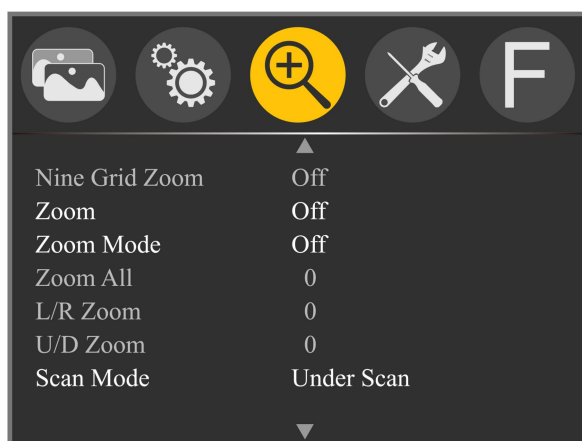 F
Nine Grid Zoom Off
Zoom Off
Zoom Mode Off
Zoom All 0
L/R Zoom 0
U/D Zoom 0
Scan Mode Under Scan